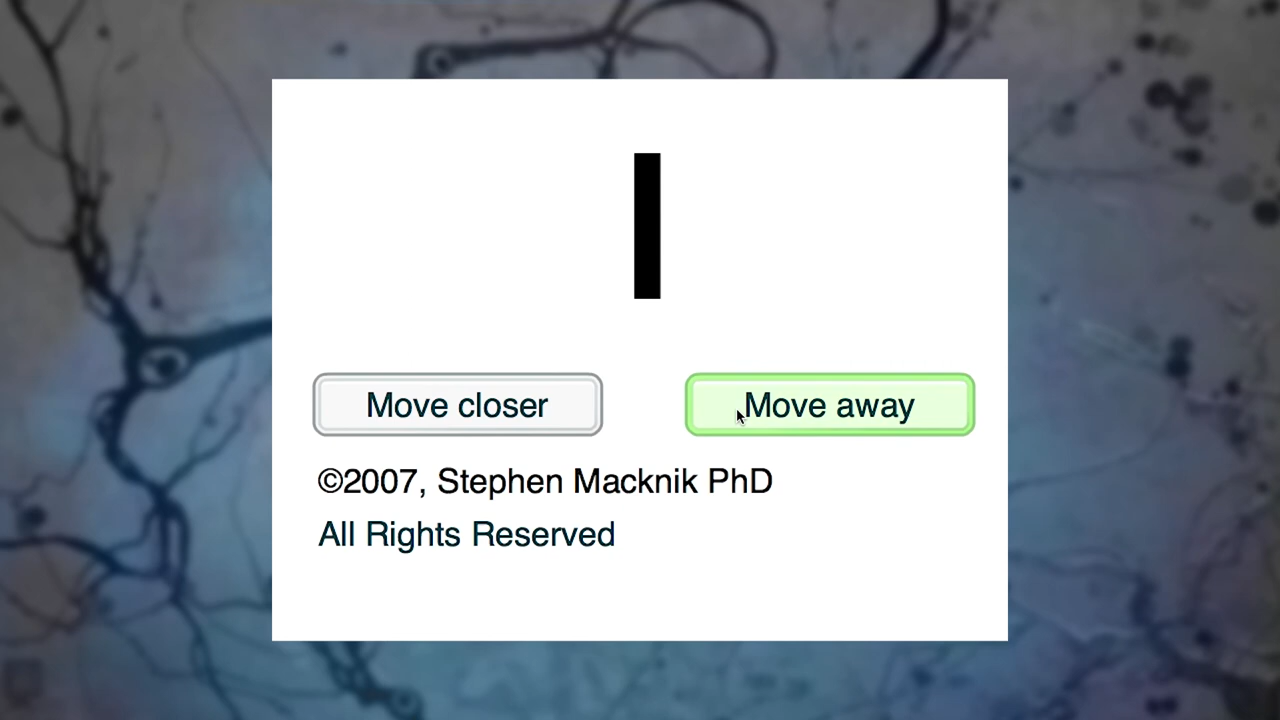 Move closer
Move away
©2007, Stephen Macknik PhD
All Rights Reserved